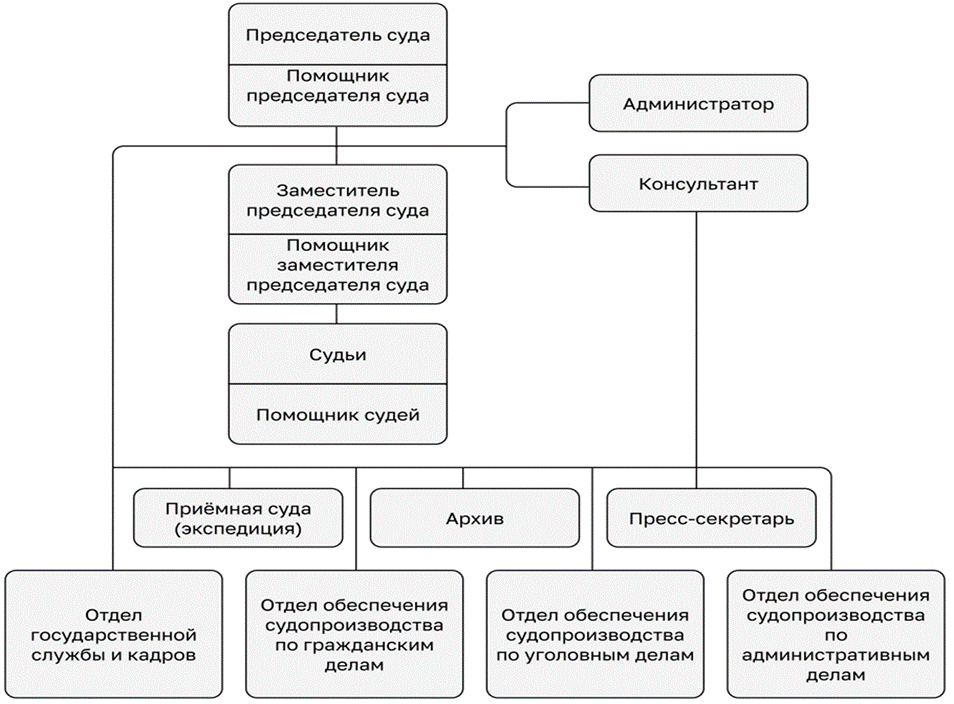 Председатель суда
Помощник
председателя суда
Администратор
Консультант
Заместитель
председателя суда
Помощник
заместителя
председателя суда
Судьи
Помощник судей
Приёмная суда
(экспедиция)
Архив
Пресс-секретарь
Отдел
государственной
службы и кадров
Отдел обеспечения
судопроизводства
по гражданским
делам
Отдел обеспечения
судопроизводства
по уголовным делам
Отдел обеспечения
судопроизводства
по
административным
делам